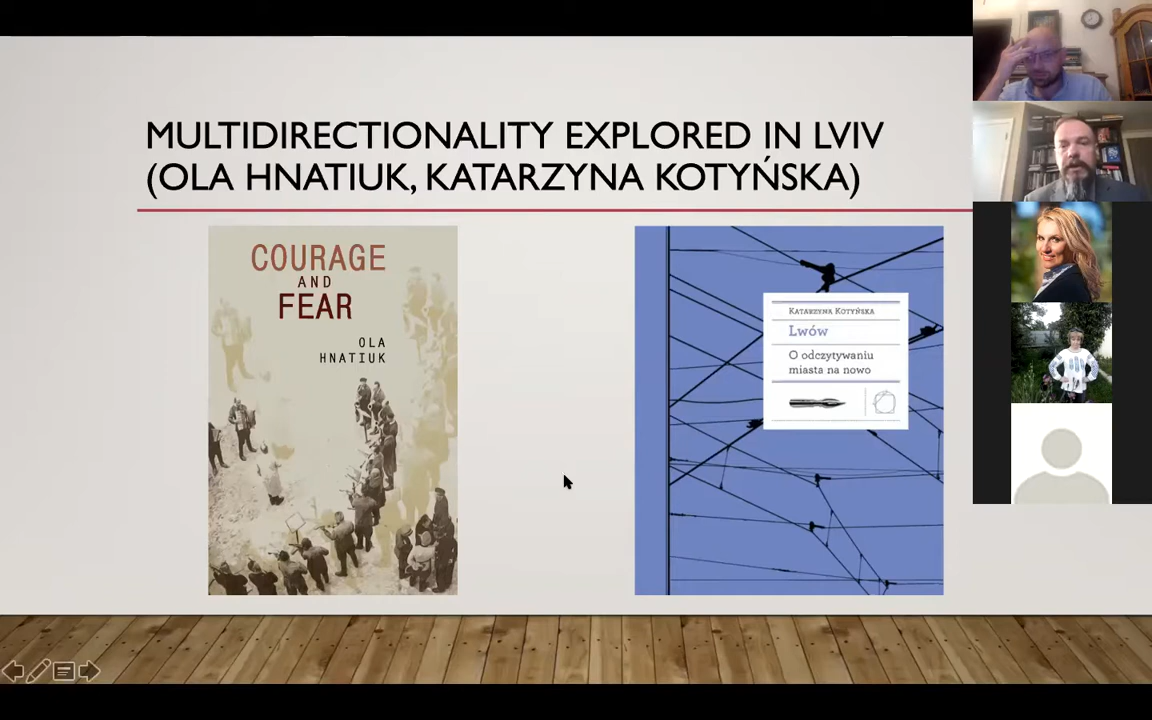 MULTIDIRECTIONALITY EXPLORED IN LVIV
(OLA HNATIUK, KATARZYNA KOTYŃSKA)
COURAGE
AND
FEAR
OLA
HNATIUK
KATARZYNA KOTYŃSKA
Lwów
O odczytywaniu
miasta na nowo